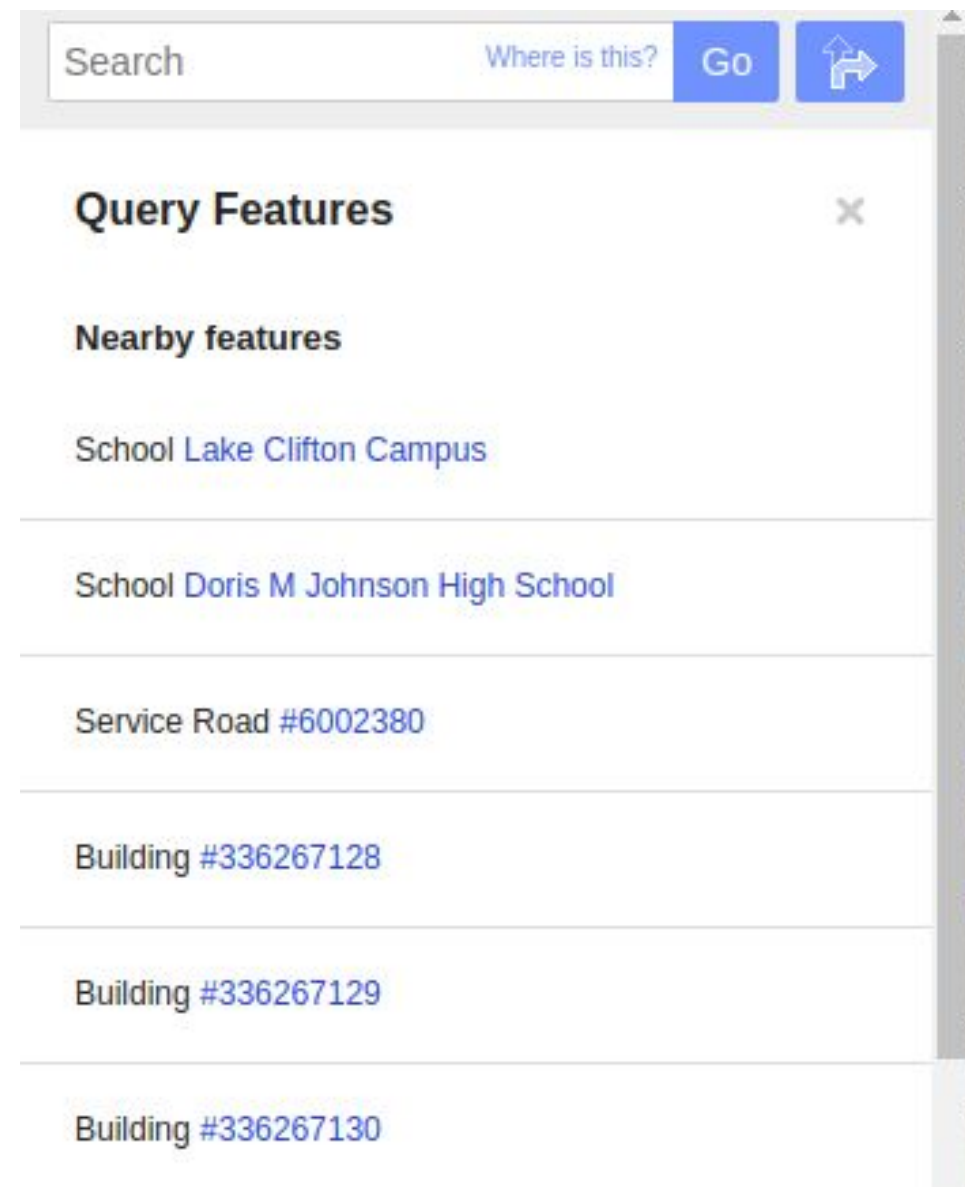 Search Where is this? Go
Query Features
Nearby features
School Lake Clifton Campus
School Doris M Johnson High School
Service Road #6002380
Building #336267128
Building #336267129
Building #336267130